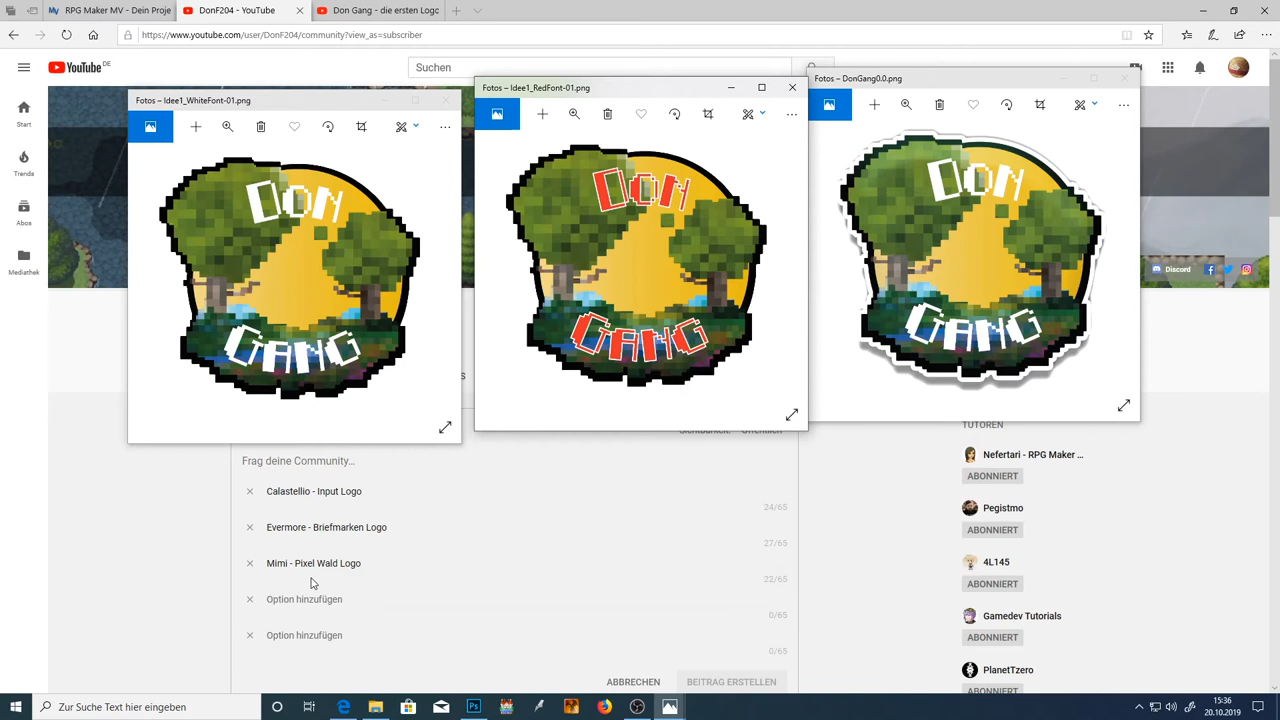 RPG Maker MV - Dein Proje
DonF204 - YouTube
Don Gang - die ersten Logo
https://www.youtube.com/user/DonF204/community?view_as=subscriber
YouTube DE
Suchen
Start
Trends
Abos
Mediathek
Fotos – Idee1_WhiteFont-01.png
DON
GANG
Fotos – Idee1_RedFont-01.png
DON
GANG
Fotos – DonGang0.0.png
DON
GANG
Discord
Frag deine Community...
Calastellio - Input Logo
24/65
Evermore - Briefmarken Logo
27/65
Mimi - Pixel Wald Logo
22/65
Option hinzufügen
0/65
Option hinzufügen
0/65
ABBRECHEN
BEITRAG ERSTELLEN
TUTOREN
Nefertari - RPG Maker ...
ABONNIERT
Pegistmo
ABONNIERT
4L145
ABONNIERT
Gamedev Tutorials
ABONNIERT
PlanetTzero
ABONNIERT
Zur Suche Text hier eingeben
15:36
20.10.2019